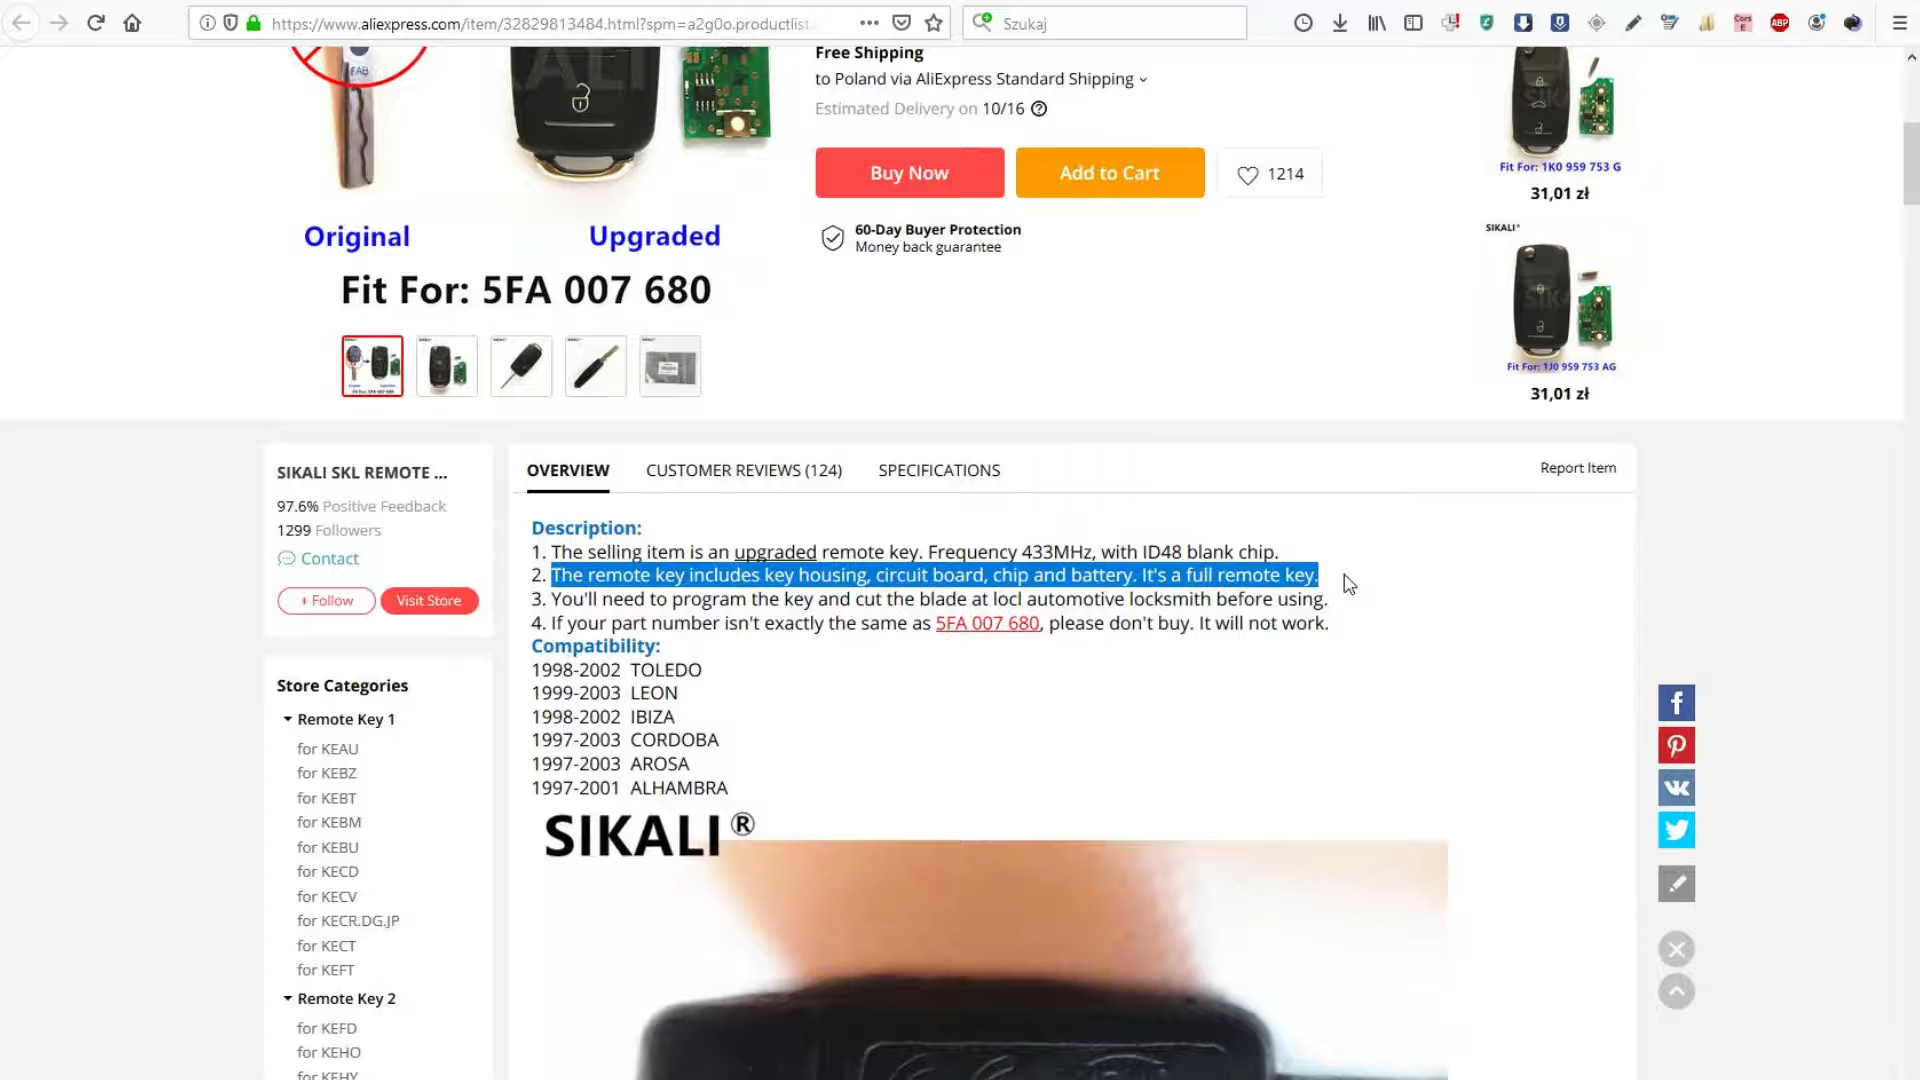 https://www.aliexpress.com/item/32829813484.html?spm=a2g0o.productlist.
Szukaj
Free Shipping
to Poland via AliExpress Standard Shipping
Estimated Delivery on 10/16
Buy Now
Add to Cart
1214
60-Day Buyer Protection
Money back guarantee
Original
Upgraded
Fit For: 5FA 007 680
Fit For: 1K0 959 753 G
31,01 zł
SIKALI
Fit For: 1J0 959 753 AG
31,01 zł
SIKALI SKL REMOTE ...
97.6% Positive Feedback
1299 Followers
Contact
+ Follow
Visit Store
Store Categories
Remote Key 1
for KEAU
for KEBZ
for KEBT
for KEBM
for KEBU
for KECD
for KECV
for KECR.DG.JP
for KECT
for KEFT
Remote Key 2
for KEFD
for KEHO
for KEHY
OVERVIEW
CUSTOMER REVIEWS (124)
SPECIFICATIONS
Report Item
Description:
1. The selling item is an upgraded remote key. Frequency 433MHz, with ID48 blank chip.
2. The remote key includes key housing, circuit board, chip and battery. It's a full remote key.
3. You'll need to program the key and cut the blade at locl automotive locksmith before using.
4. If your part number isn't exactly the same as 5FA 007 680, please don't buy. It will not work.
Compatibility:
1998-2002 TOLEDO
1999-2003 LEON
1998-2002 IBIZA
1997-2003 CORDOBA
1997-2003 AROSA
1997-2001 ALHAMBRA
SIKALI®
ABP